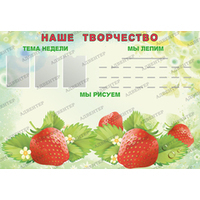 НАШЕ ТВОРЧЕСТВО
ТЕМА НЕДЕЛИ
МЫ ЛЕПИМ
МЫ РИСУЕМ